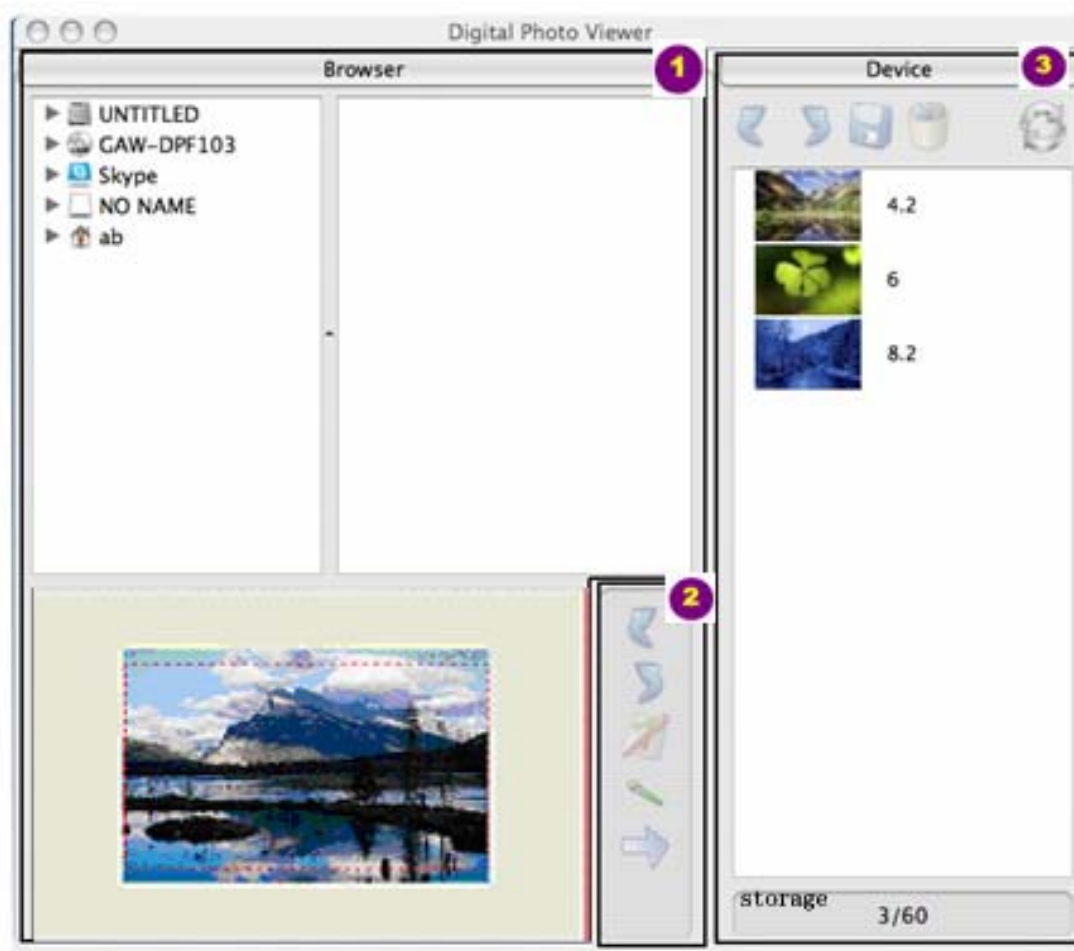 Digital Photo Viewer
Browser
1
UNTITLED
GAW-DPF103
Skype
NO NAME
ab
2
Device
3
4.2
6
8.2
storage
3/60